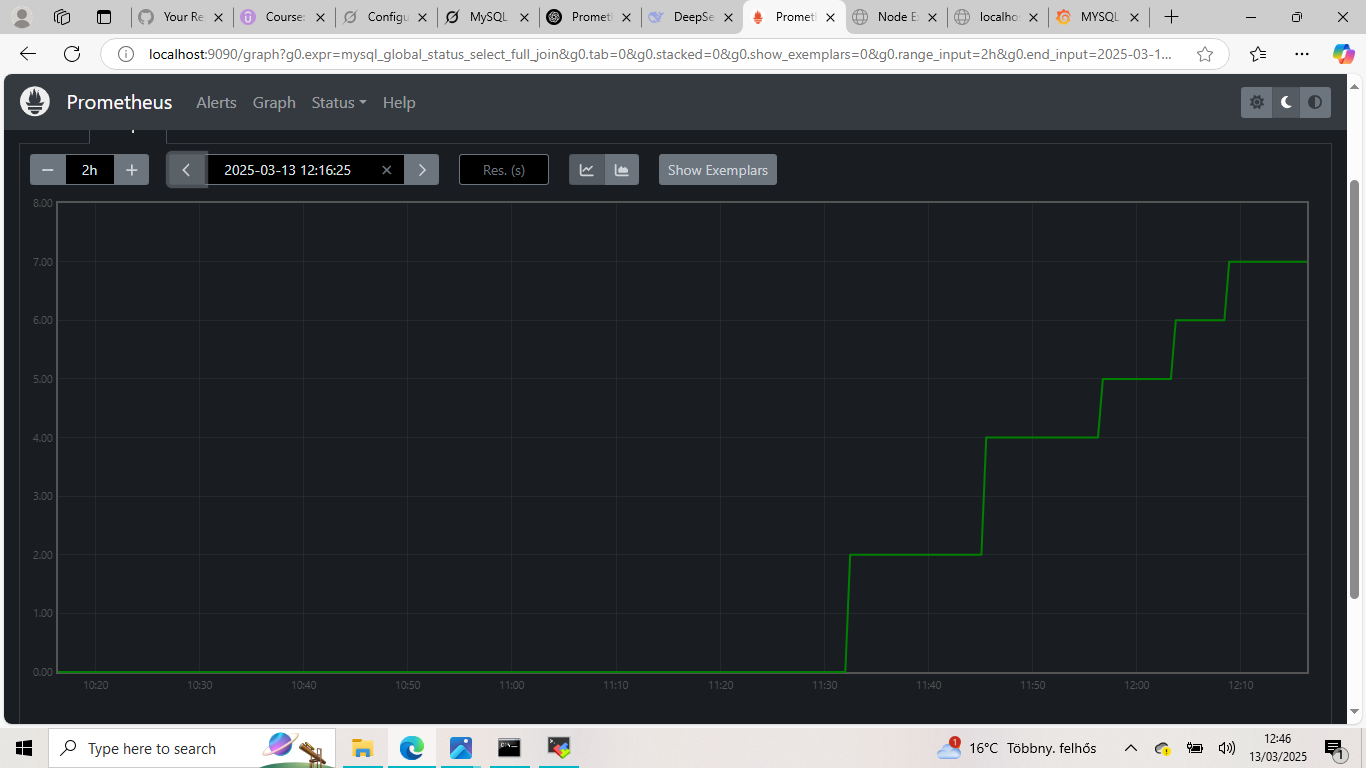 Your Re
Course:
Configu
MySQL
Prometh
DeepSe
Prometh
Node E
localho
MYSQL
localhost:9090/graph?g0.expr=mysql_global_status_select_full_join&g0.tab=0&g0.stacked=0&g0.show_exemplars=0&g0.range_input=2h&g0.end_input=2025-03-1...
Prometheus Alerts Graph Status Help
2h 2025-03-13 12:16:25 Res. (s) Show Exemplars
8.00
7.00
6.00
5.00
4.00
3.00
2.00
1.00
0.00
10:20 10:30 10:40 10:50 11:00 11:10 11:20 11:30 11:40 11:50 12:00 12:10
Type here to search
1
16°C Többny. felhős
12:46
13/03/2025
1